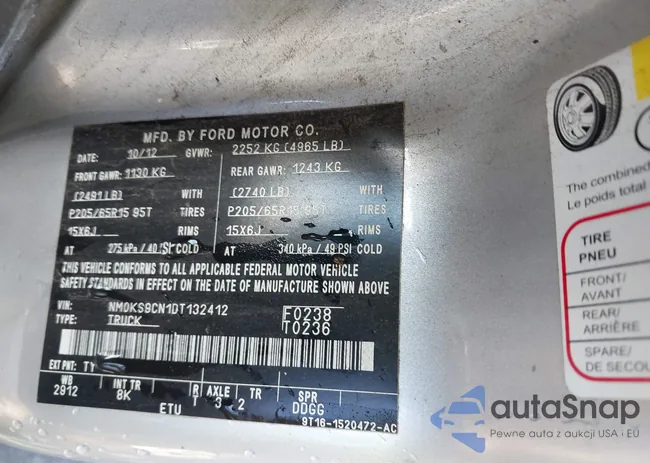 MFD. BY FORD MOTOR CO.
DATE: 10/12 GVWR: 2252 KG (4965 LB)
FRONT GAWR: 1130 KG REAR GAWR: 1243 KG
(2491 LB) (2740 LB)
P205/65R15 95T TIRES P205/65R15 95T TIRES
15X6J RIMS 15X6J RIMS
AT 275 kPa / 40 PSI COLD AT 340 kPa / 49 PSI COLD
THIS VEHICLE CONFORMS TO ALL APPLICABLE FEDERAL MOTOR VEHICLE
SAFETY STANDARDS IN EFFECT ON THE DATE OF MANUFACTURE SHOWN ABOVE
VIN: NM0KS9CN1DT132412 F0238
TYPE: TRUCK T0236
EXT PNT: TY
WB INT TR R AXLE TR SPR
2912 8K 3 2 DDGG
ETU 9T16-1520472-AC
The combined
Le poids total
TIRE
PNEU
FRONT/
AVANT
REAR/
ARRIÈRE
SPARE/
DE SECOU
autoSnap
Pewne auta z aukcji USA i EU